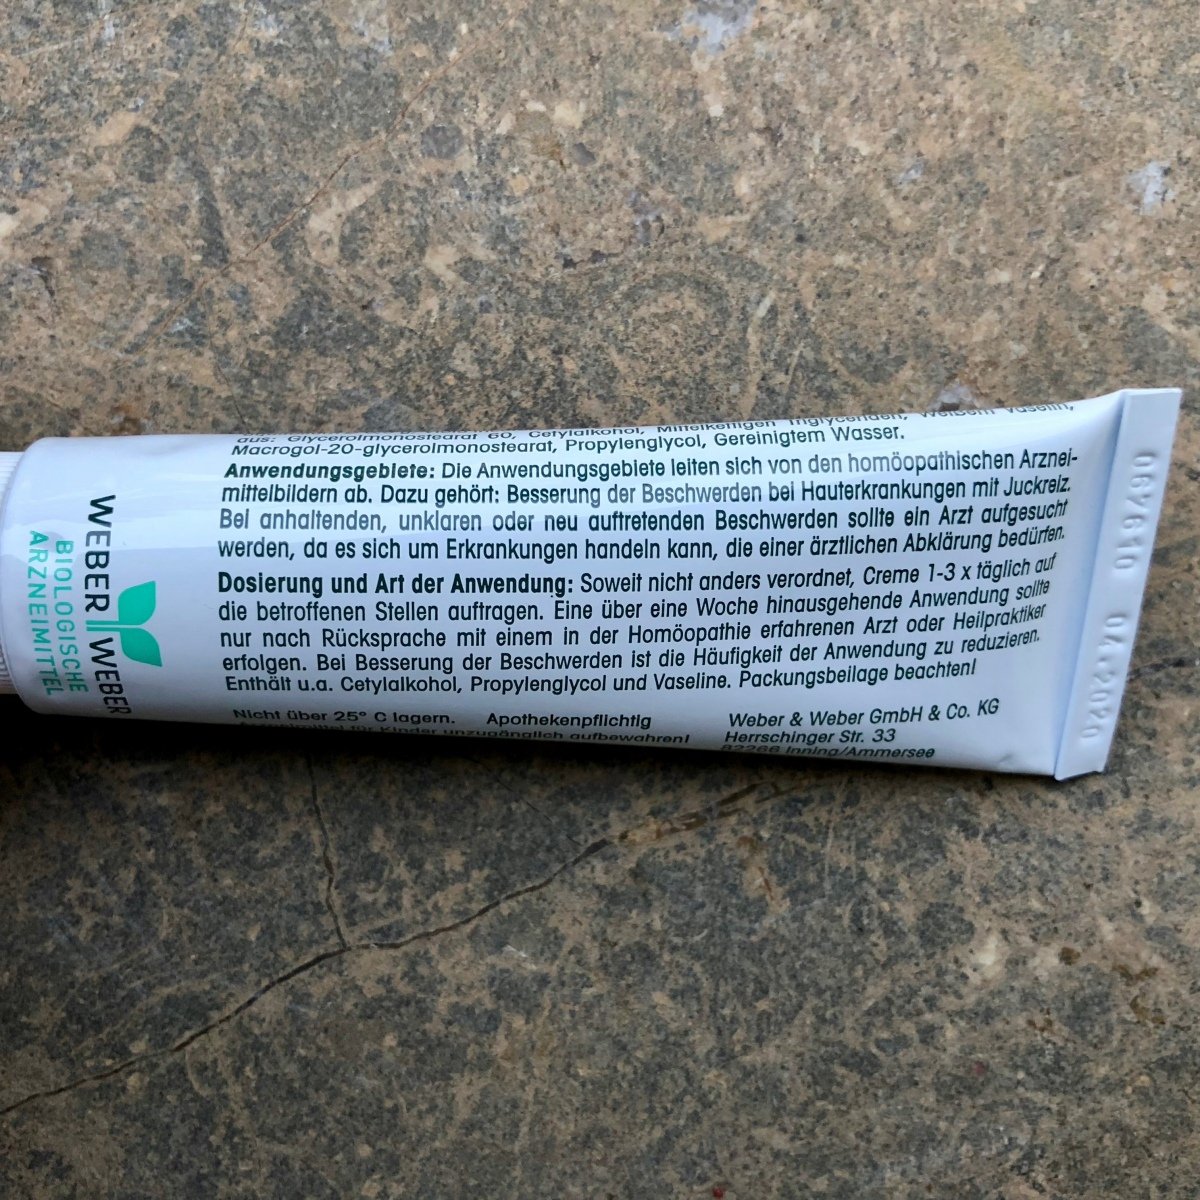 aus: Glycerolmonostearat 60, Cetylalkohol, Mittelkettigen Triglyceriden, Weißem Vaselin,
Macrogol-20-glycerolmonostearat, Propylenglycol, Gereinigtem Wasser.
Anwendungsgebiete: Die Anwendungsgebiete leiten sich von den homöopathischen Arznei-
mittelbildern ab. Dazu gehört: Besserung der Beschwerden bei Hauterkrankungen mit Juckreiz.
Bei anhaltenden, unklaren oder neu auftretenden Beschwerden sollte ein Arzt aufgesucht
werden, da es sich um Erkrankungen handeln kann, die einer ärztlichen Abklärung bedürfen.
Dosierung und Art der Anwendung: Soweit nicht anders verordnet, Creme 1-3 x täglich auf
die betroffenen Stellen auftragen. Eine über eine Woche hinausgehende Anwendung sollte
nur nach Rücksprache mit einem in der Homöopathie erfahrenen Arzt oder Heilpraktiker
erfolgen. Bei Besserung der Beschwerden ist die Häufigkeit der Anwendung zu reduzieren.
Enthält u.a. Cetylalkohol, Propylenglycol und Vaseline. Packungsbeilage beachten!
Nicht über 25° C lagern. Apothekenpflichtig
Arzneimittel für Kinder unzugänglich aufbewahren!
Weber & Weber GmbH & Co. KG
Herrschinger Str. 33
82266 Inning/Ammersee
WEBER WEBER
BIOLOGISCHE
ARZNEIMITTEL
04.2020